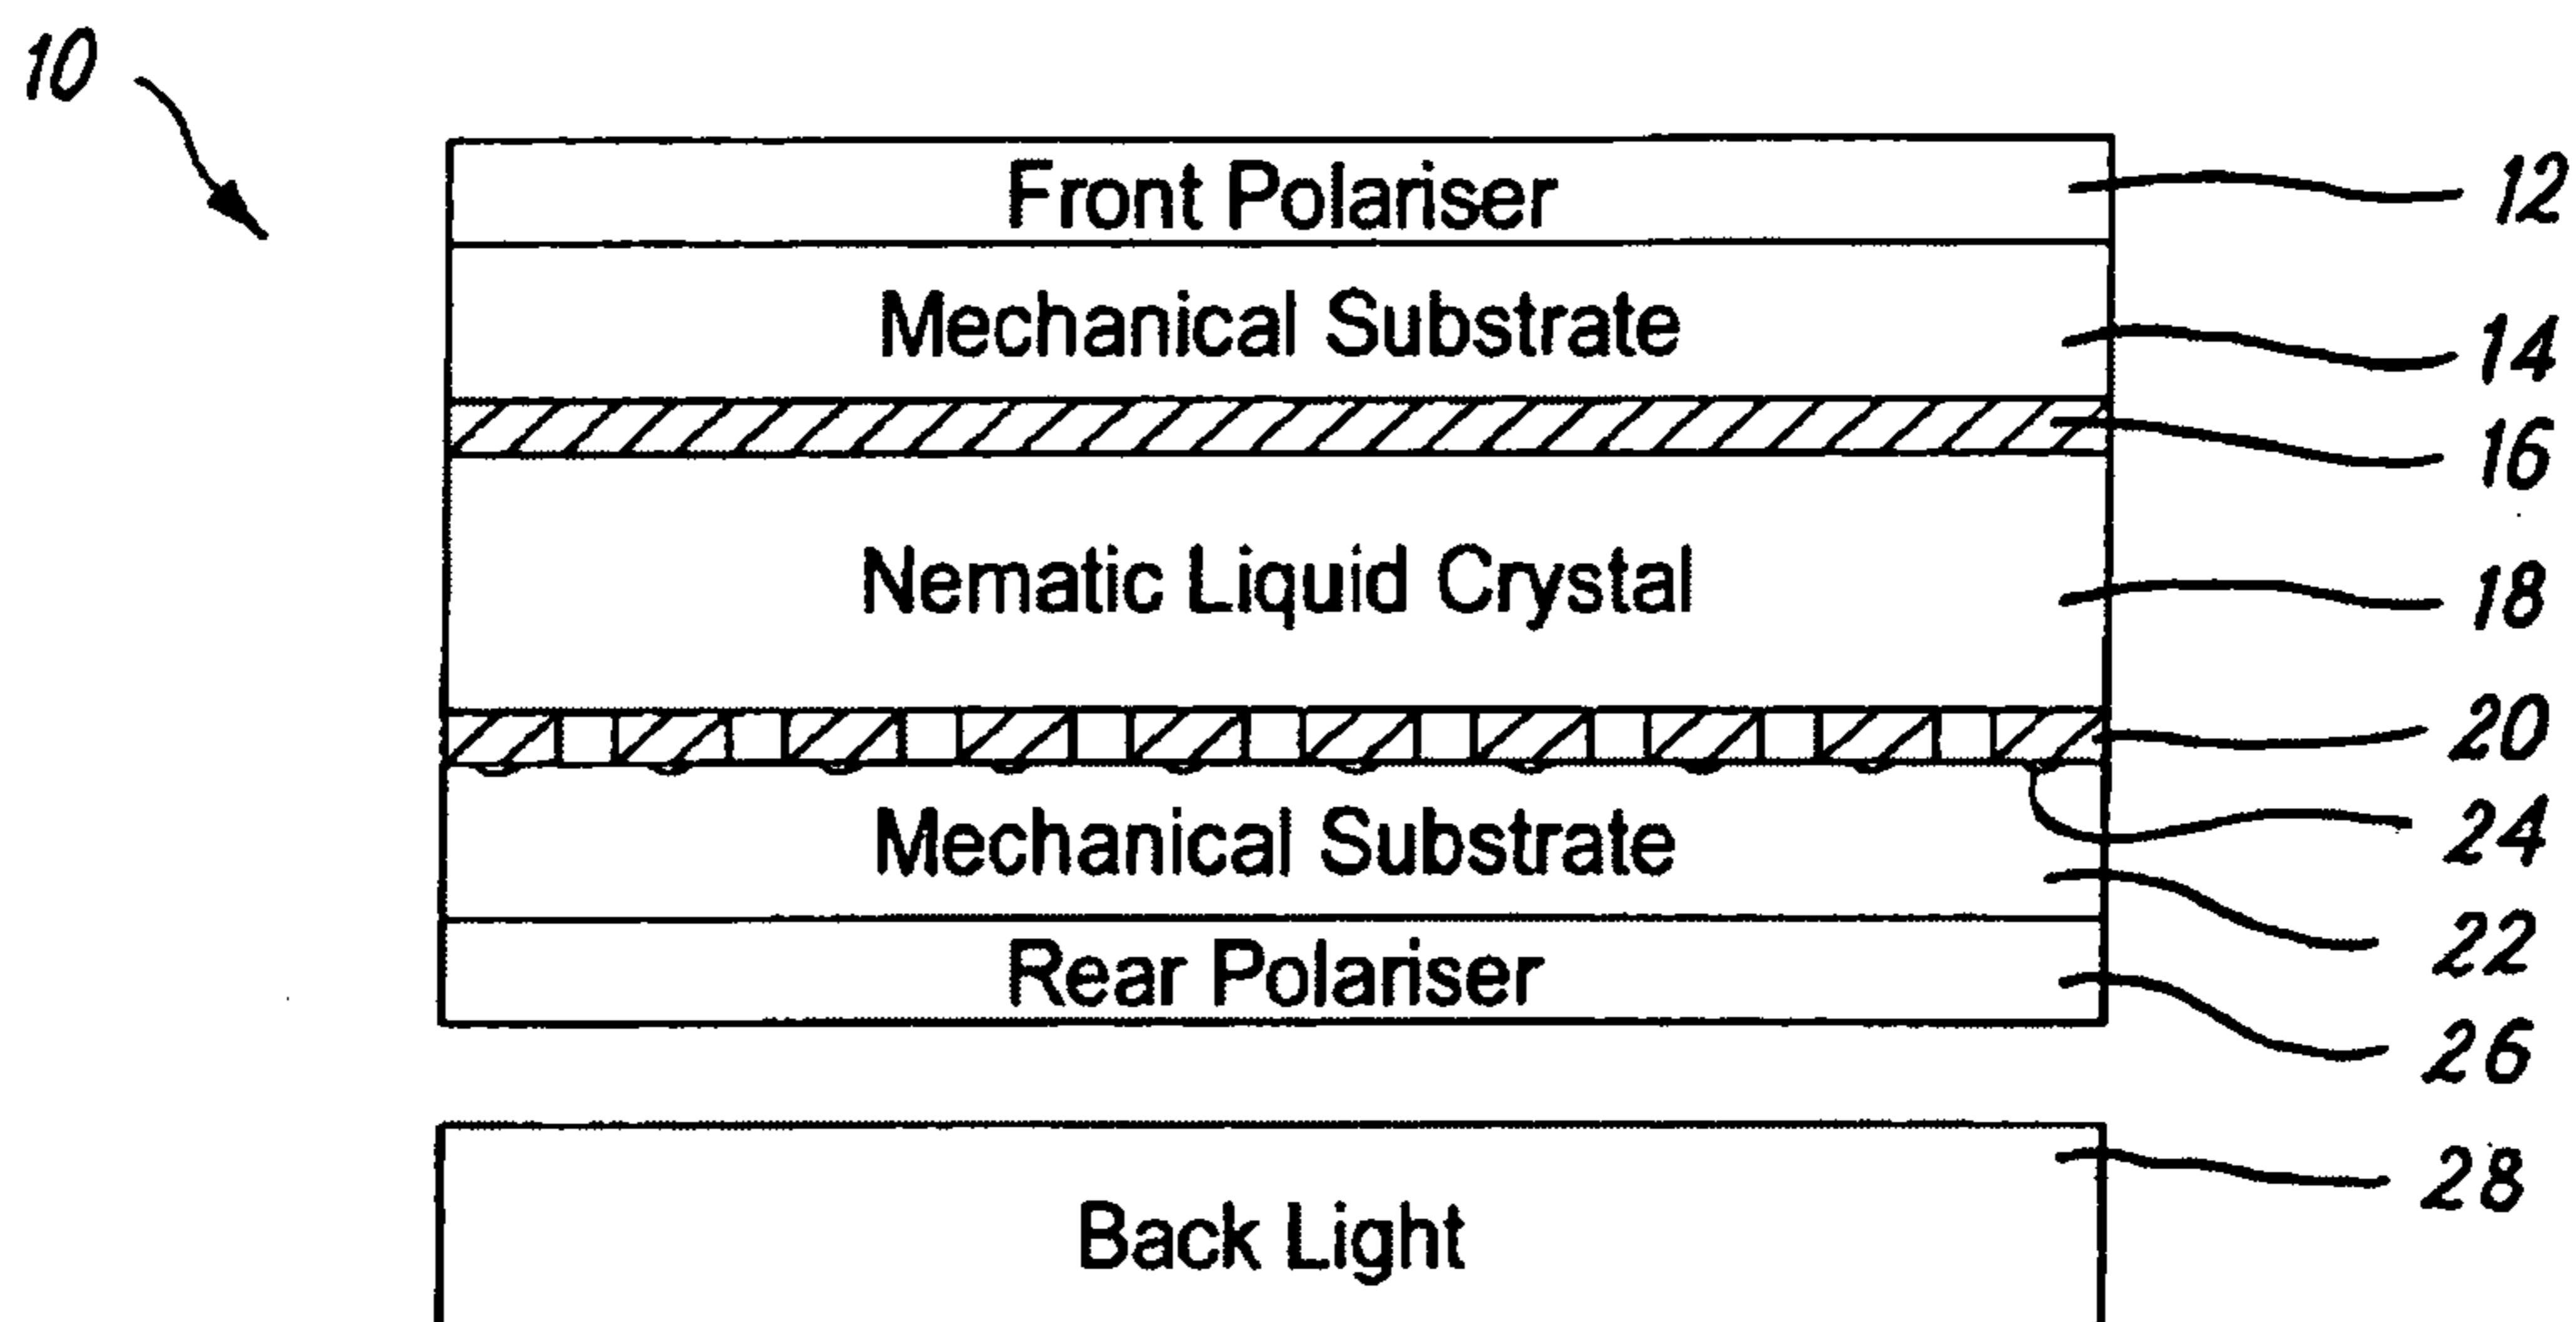 10
Front Polariser 12
Mechanical Substrate 14
16
Nematic Liquid Crystal 18
20
24
Mechanical Substrate 22
Rear Polariser 26
28
Back Light